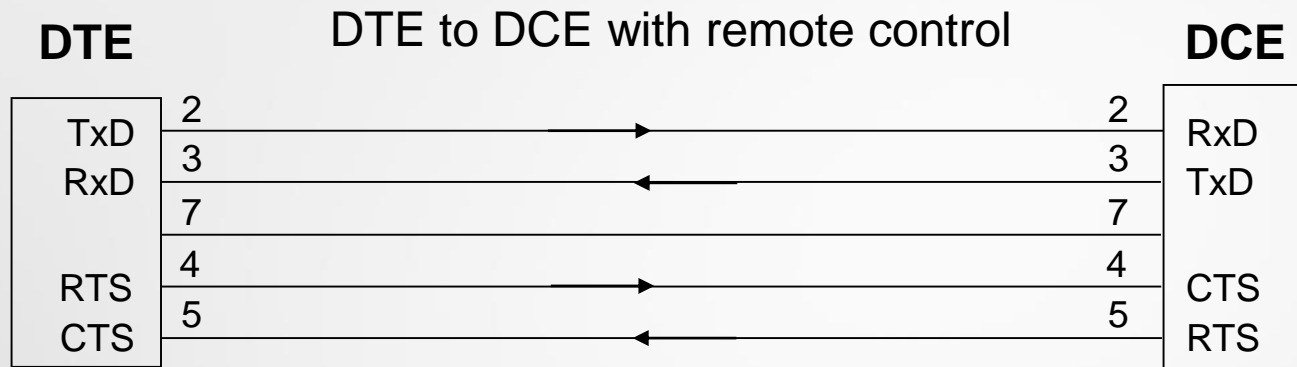 DTE to DCE with remote control
DTE DCE
2 2
TxD RxD
3 3
RxD TxD
7 7
4 4
RTS CTS
5 5
CTS RTS